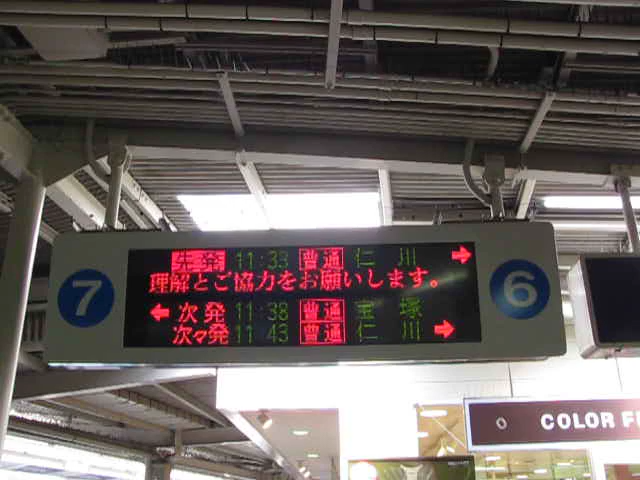 7
先発 11:33 普通 仁川 →
理解とご協力をお願いします。
← 次発 11:38 普通 宝塚
次々発 11 43 普通 仁川 →
6
COLOR F